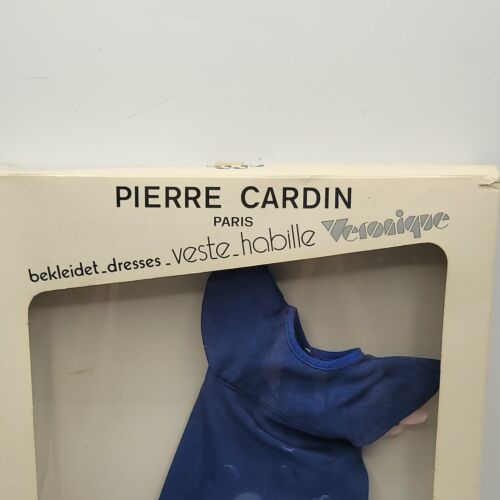 PIERRE CARDIN
PARIS
bekleidet_dresses_veste_habille Veronique